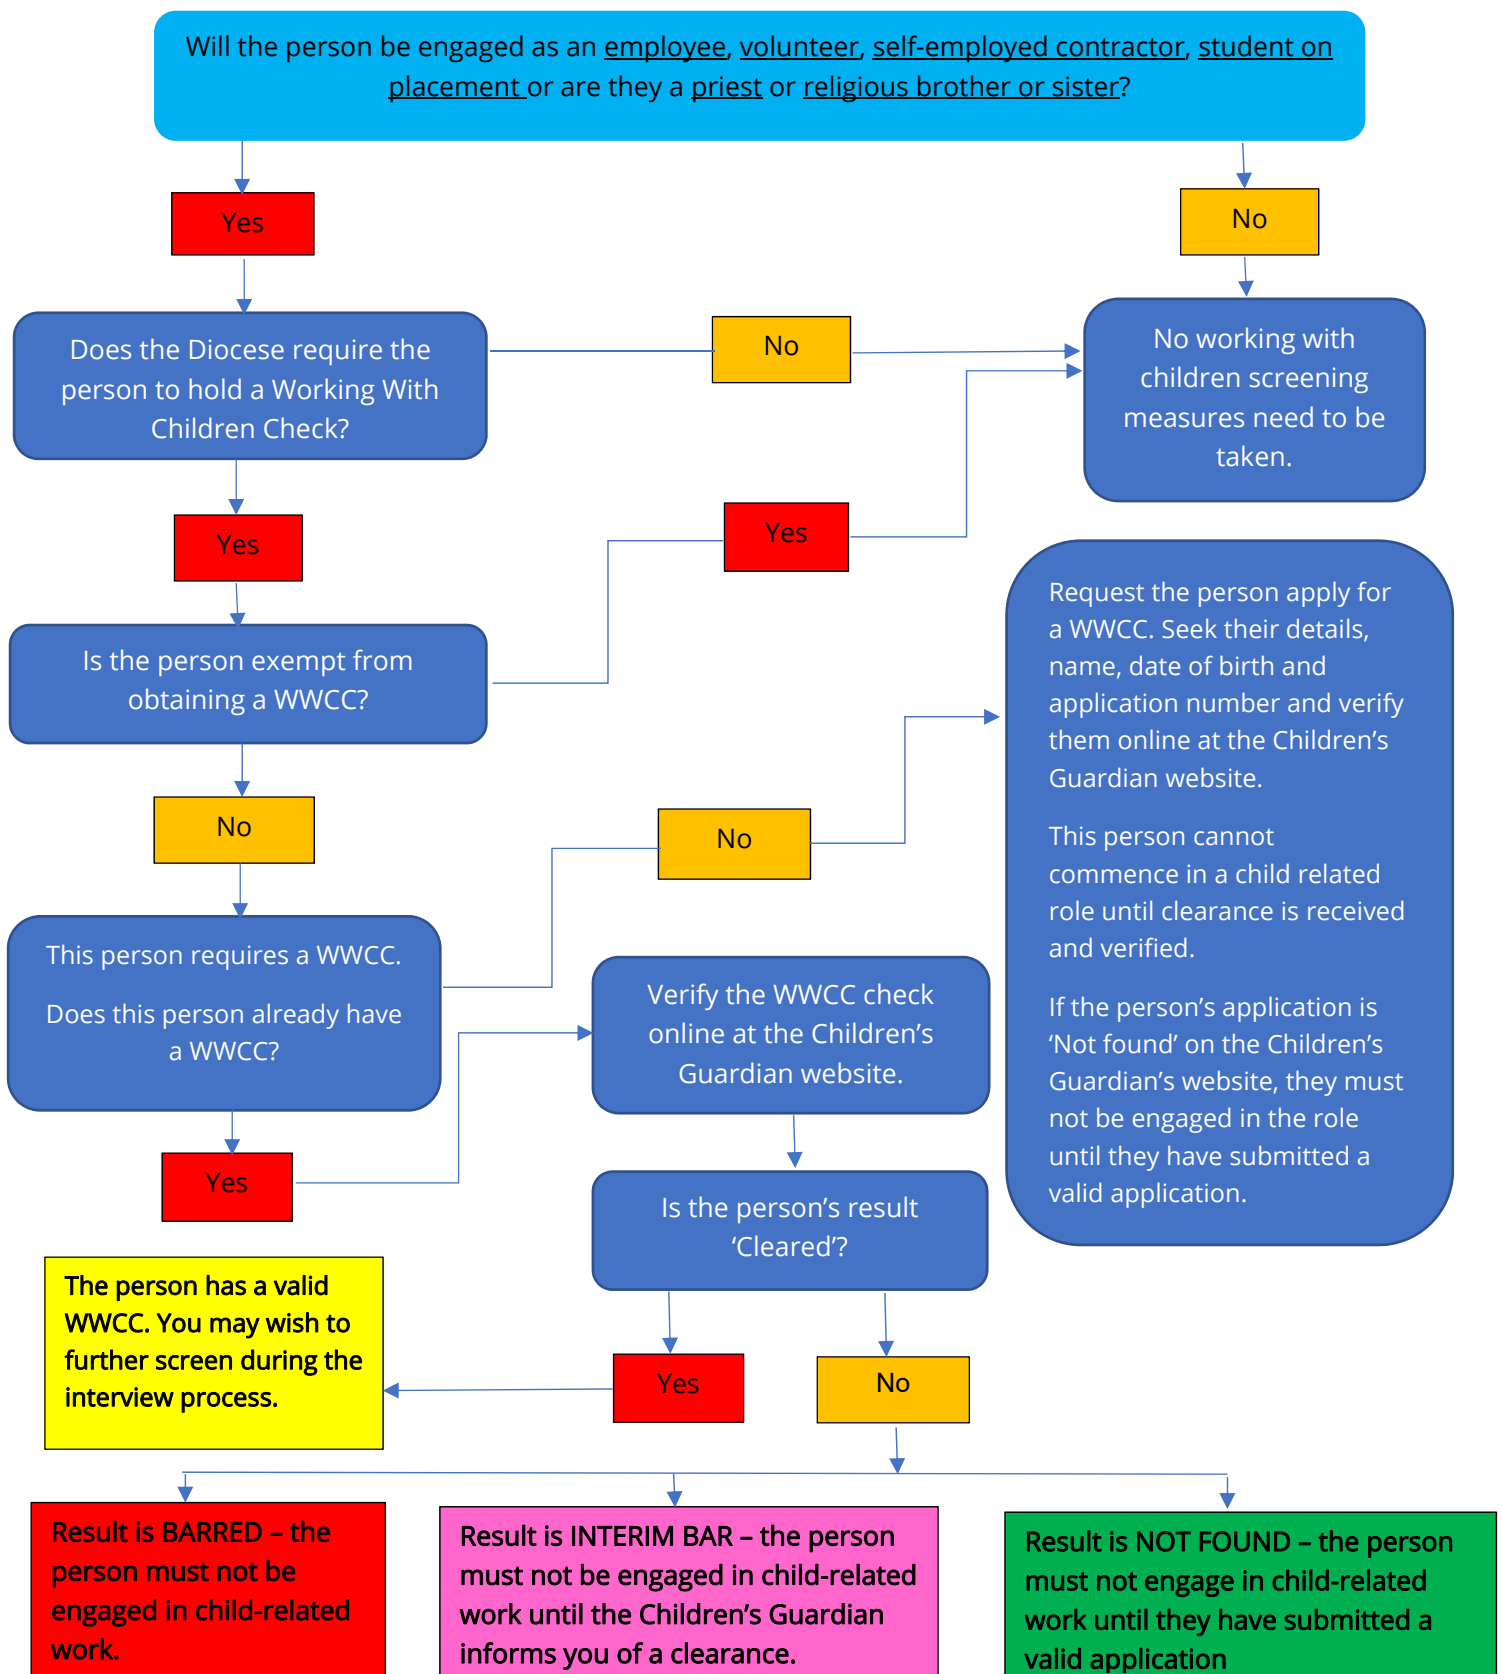 Will the person be engaged as an employee, volunteer, self-employed contractor, student on
placement or are they a priest or religious brother or sister?
Yes
No
Does the Diocese require the
person to hold a Working With
Children Check?
No
No working with
children screening
measures need to be
taken.
Yes
Yes
Is the person exempt from
obtaining a WWCC?
Request the person apply for
a WWCC. Seek their details,
name, date of birth and
application number and verify
them online at the Children’s
Guardian website.
This person cannot
commence in a child related
role until clearance is received
and verified.
If the person’s application is
‘Not found’ on the Children’s
Guardian’s website, they must
not be engaged in the role
until they have submitted a
valid application.
No
No
This person requires a WWCC.
Does this person already have
a WWCC?
Verify the WWCC check
online at the Children’s
Guardian website.
Yes
Is the person’s result
‘Cleared’?
The person has a valid
WWCC. You may wish to
further screen during the
interview process.
Yes
No
Result is BARRED – the
person must not be
engaged in child-related
work.
Result is INTERIM BAR – the person
must not be engaged in child-related
work until the Children’s Guardian
informs you of a clearance.
Result is NOT FOUND – the person
must not engage in child-related
work until they have submitted a
valid application